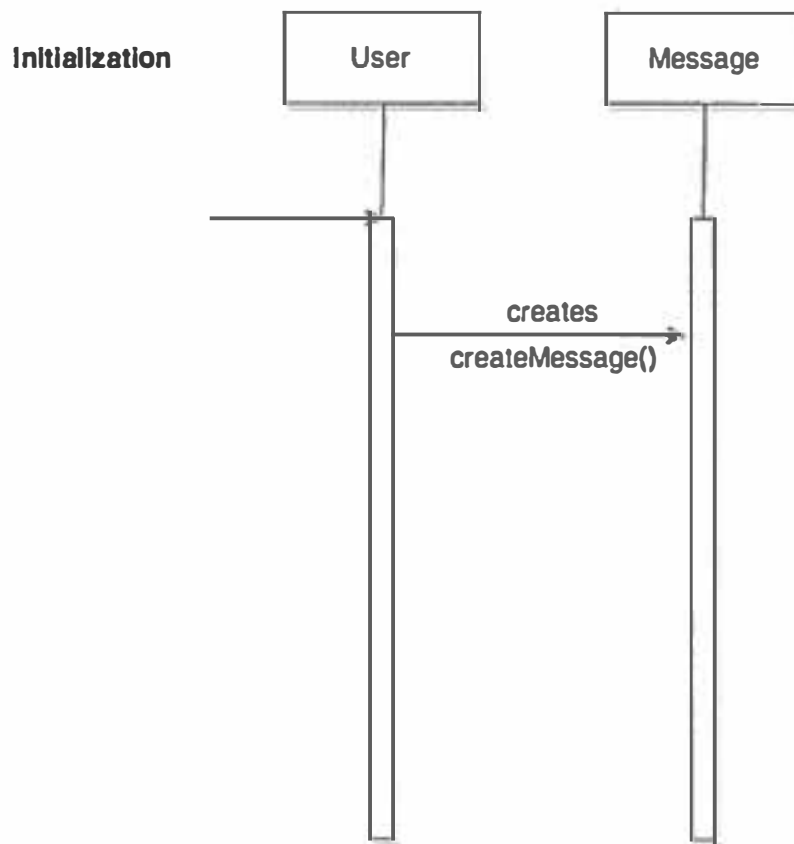 Initialization
User
Message
creates
createMessage()